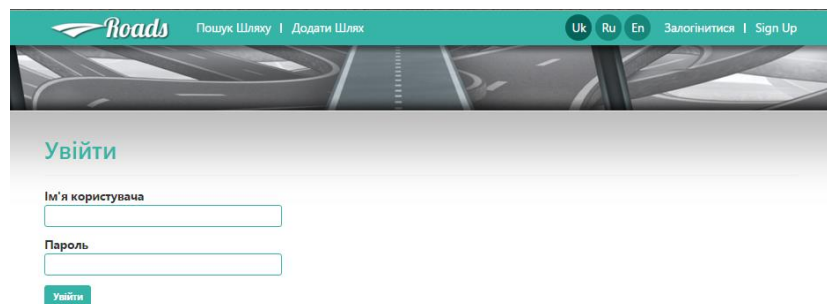 Roads Пошук Шляху | Додати Шлях Uk Ru En Залогінитися | Sign Up
Увійти
Ім'я користувача
Пароль
Увійти